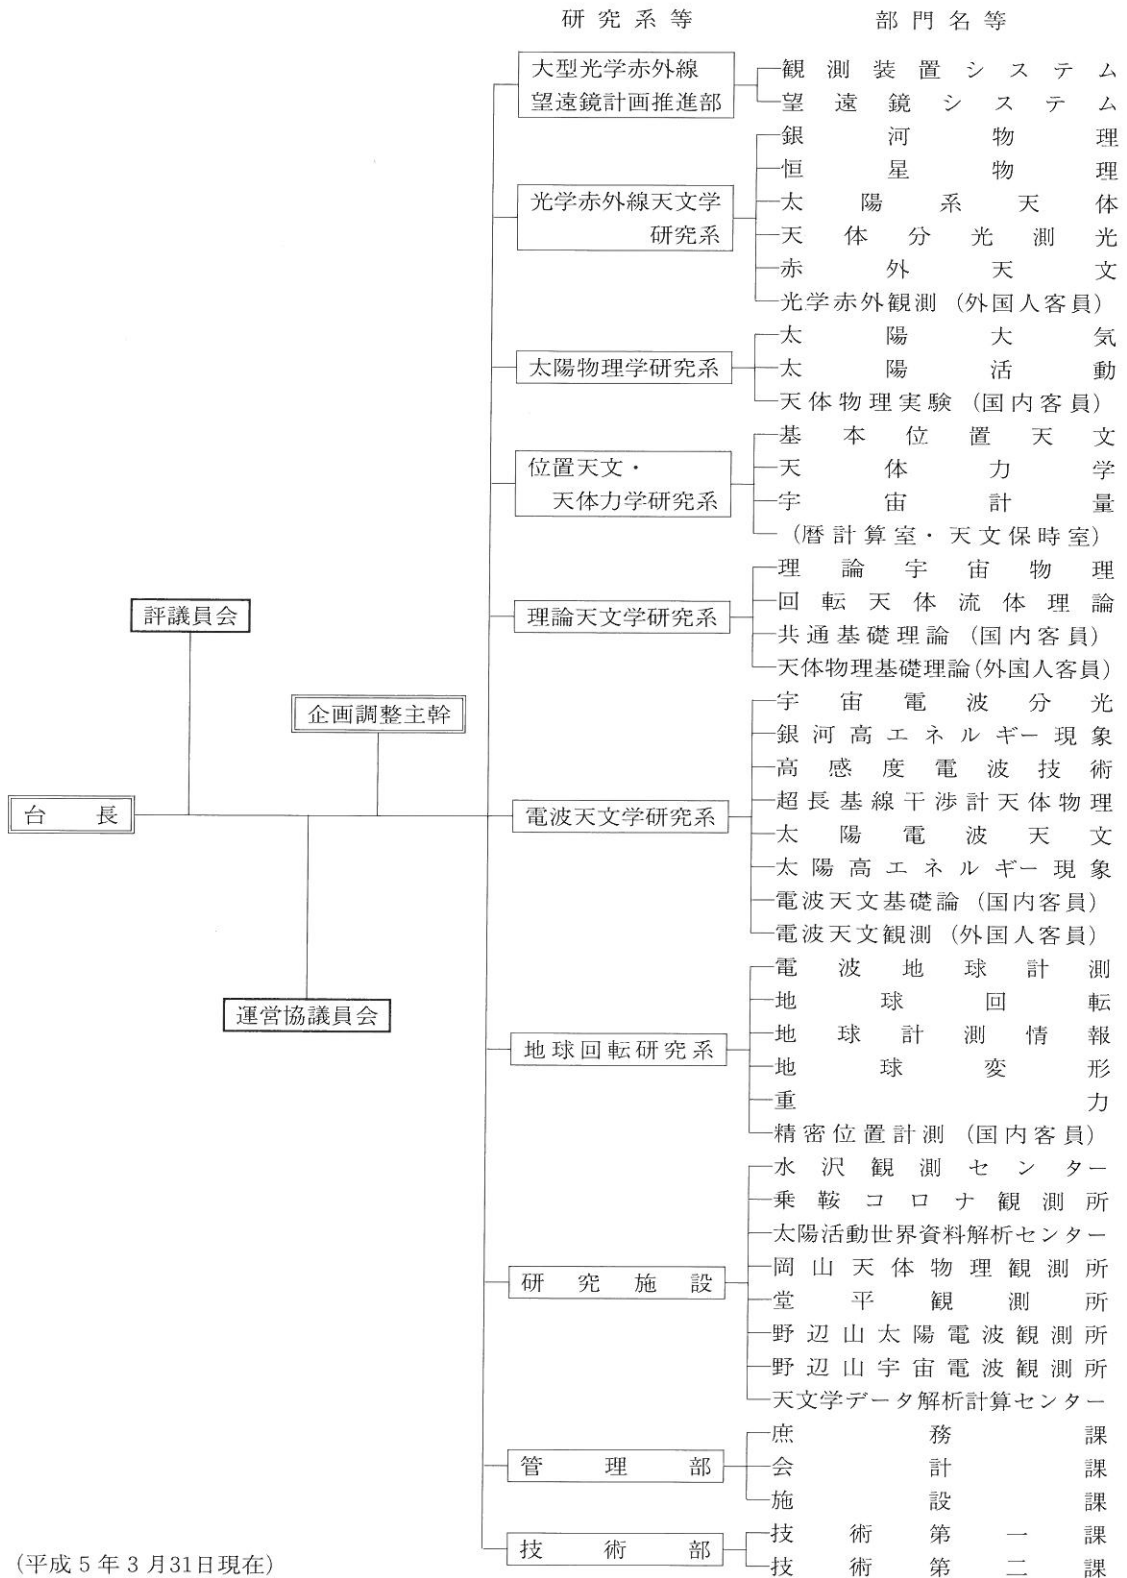 研究系等
部門名等
大型光学赤外線
望遠鏡計画推進部
観測装置システム
望遠鏡システム
光学赤外線天文学
研究系
銀河物理
恒星物理
太陽系天体
天体分光測光
赤外天文
光学赤外観測（外国人客員）
太陽物理学研究系
太陽大気
太陽活動
天体物理実験（国内客員）
位置天文・
天体力学研究系
基本位置天文
天体力学
宇宙計量
（暦計算室・天文保時室）
理論天文学研究系
理論宇宙物理
回転天体流体理論
共通基礎理論（国内客員）
天体物理基礎理論（外国人客員）
評議員会
企画調整主幹
台長
運営協議員会
電波天文学研究系
宇宙電波分光
銀河高エネルギー現象
高感度電波技術
超長基線干渉計天体物理
太陽電波天文
太陽高エネルギー現象
電波天文基礎論（国内客員）
電波天文観測（外国人客員）
地球回転研究系
電波地球計測
地球回転
地球計測情報
地球変形
重力
精密位置計測（国内客員）
研究施設
水沢観測センター
乗鞍コロナ観測所
太陽活動世界資料解析センター
岡山天体物理観測所
堂平観測所
野辺山太陽電波観測所
野辺山宇宙電波観測所
天文学データ解析計算センター
管理部
庶務課
会計課
施設課
技術部
技術第一課
技術第二課
（平成5年3月31日現在）